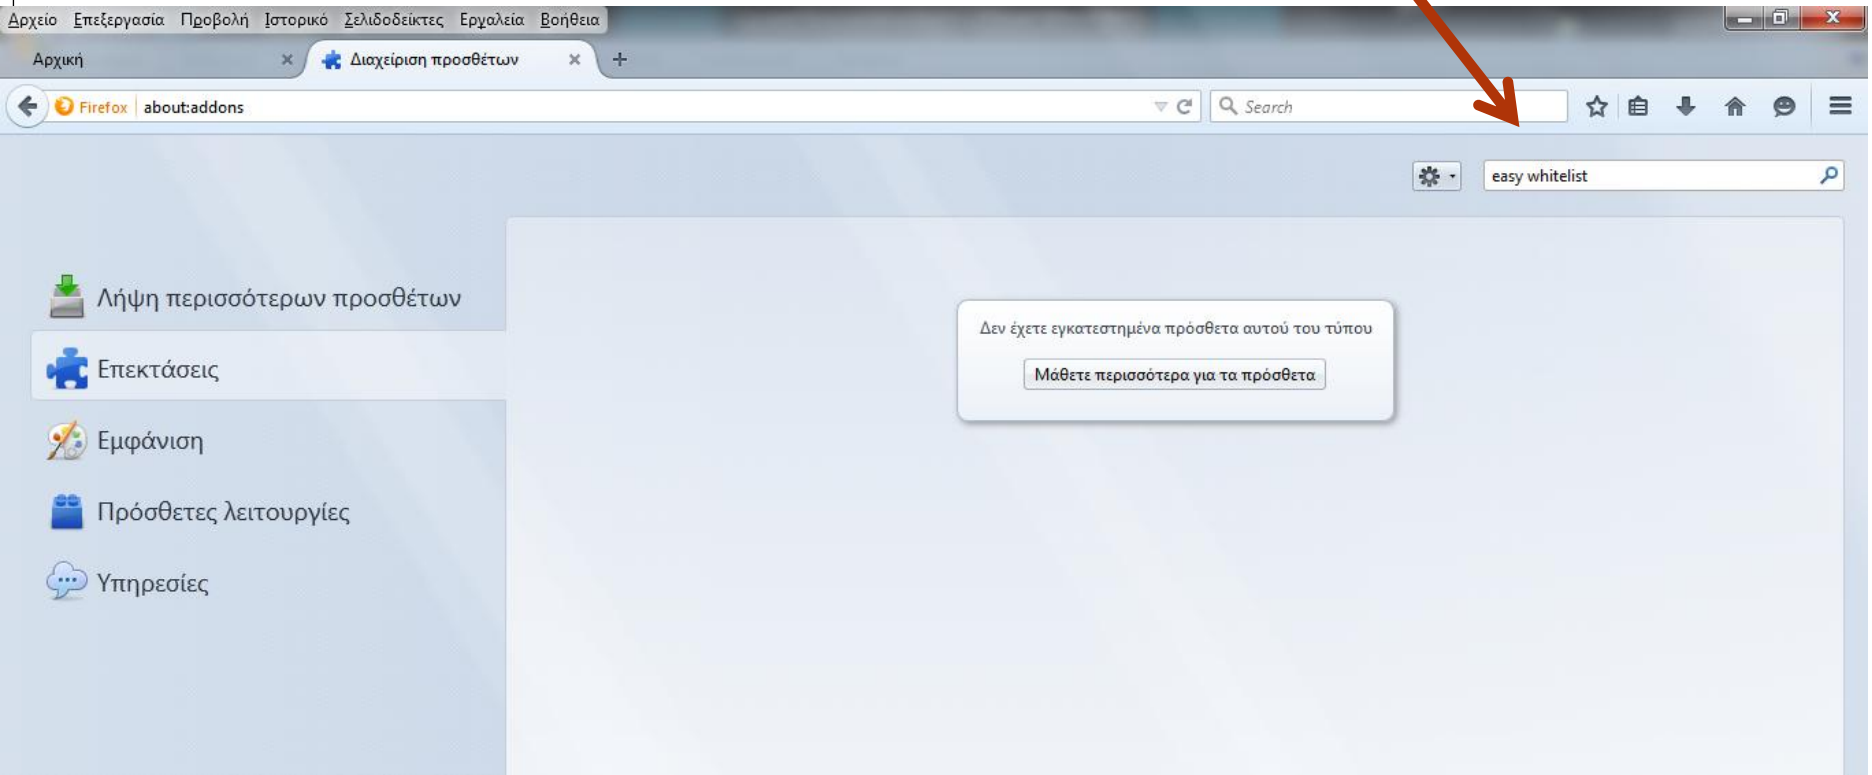 Αρχείο Επεξεργασία Προβολή Ιστορικό Σελιδοδείκτες Εργαλεία Βοήθεια
Αρχική Διαχείριση προσθέτων
Firefox about:addons Search
easy whitelist
Λήψη περισσότερων προσθέτων
Δεν έχετε εγκατεστημένα πρόσθετα αυτού του τύπου
Επεκτάσεις
Μάθετε περισσότερα για τα πρόσθετα
Εμφάνιση
Πρόσθετες λειτουργίες
Υπηρεσίες